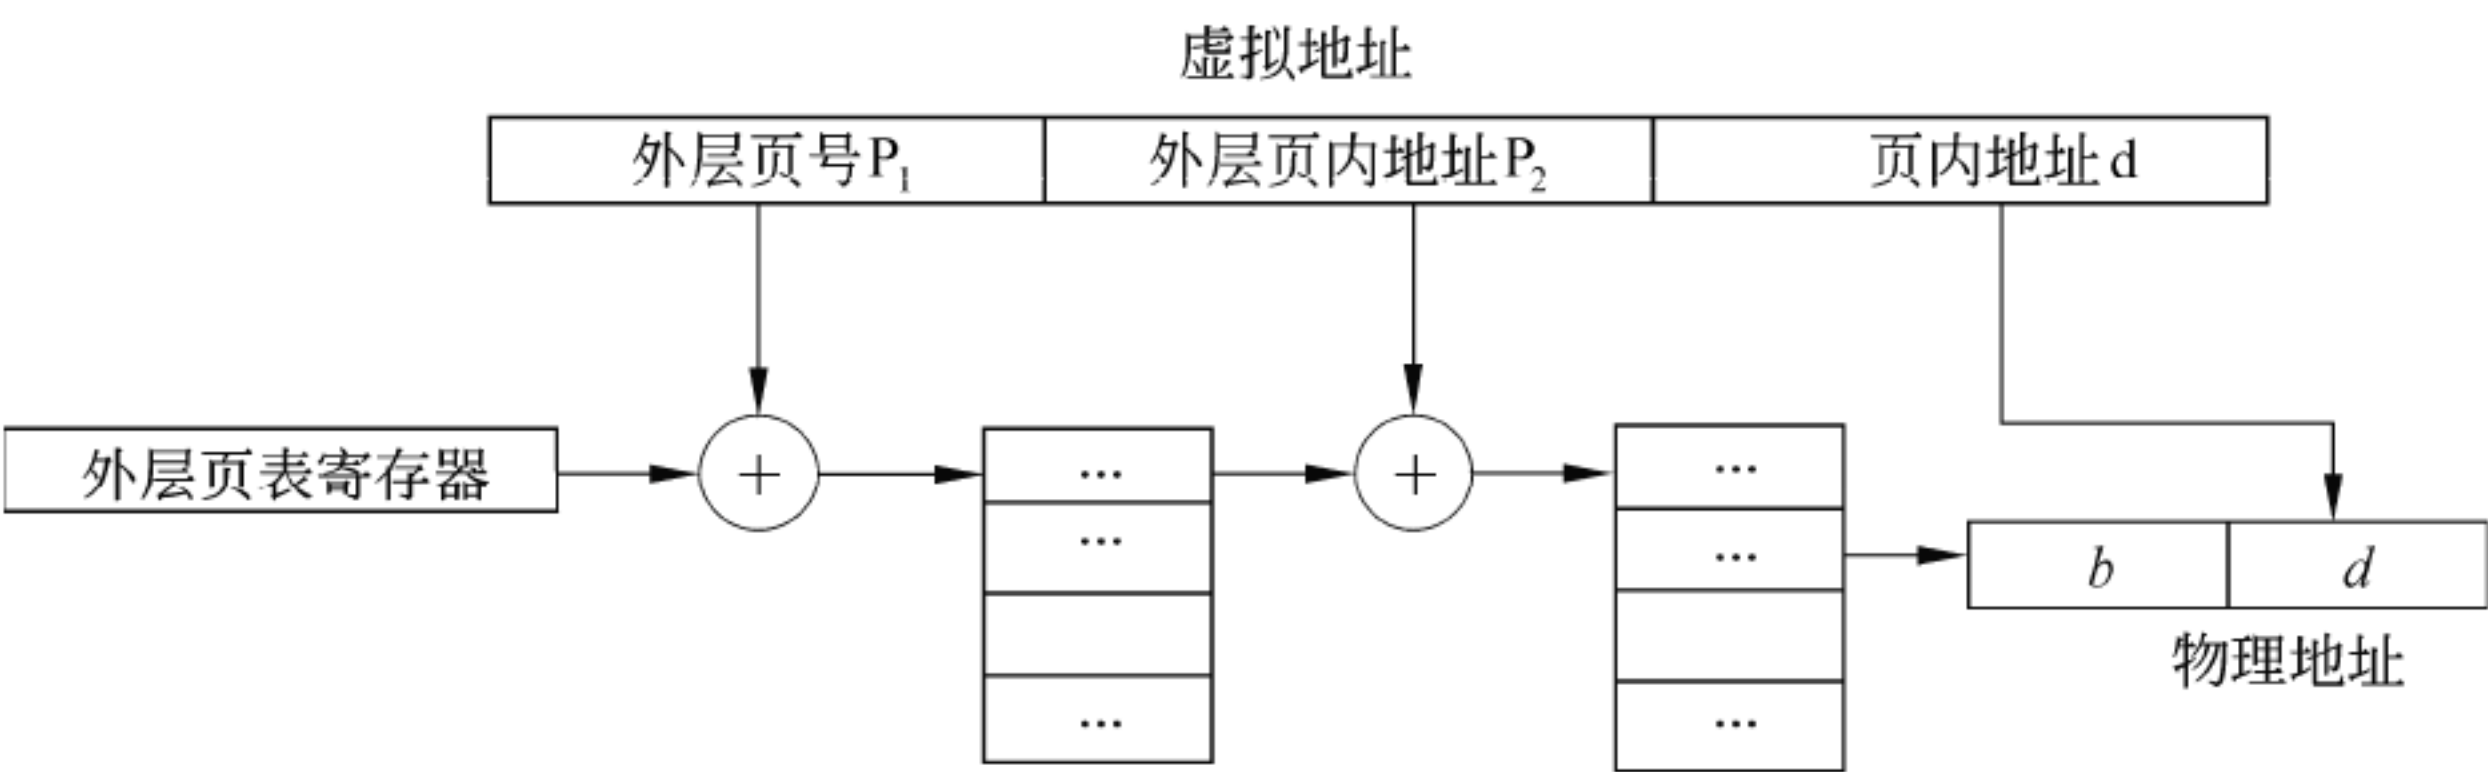 虚拟地址
外层页号P₁ 外层页内地址P₂ 页内地址d
外层页表寄存器 + ... + ...
... ...
b d
物理地址
... ...